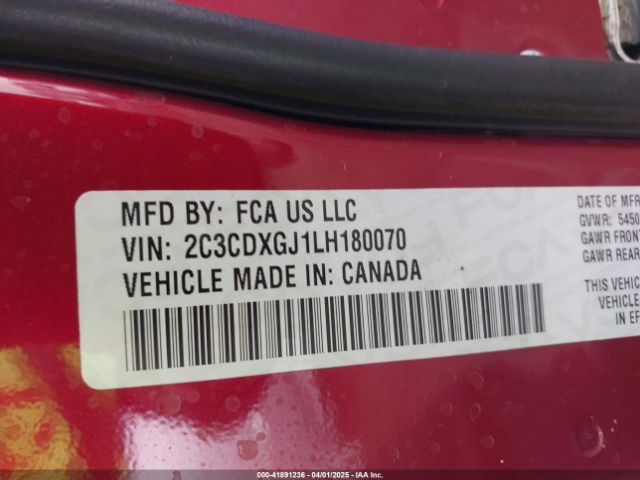 MFD BY: FCA US LLC
VIN: 2C3CDXGJ1LH180070
VEHICLE MADE IN: CANADA
DATE OF MFR
GVWR: 5450
GAWR FRONT
GAWR REAR
THIS VEHIC
VEHICLE
IN EF
000-41891236 - 04/01/2025 - IAA Inc.